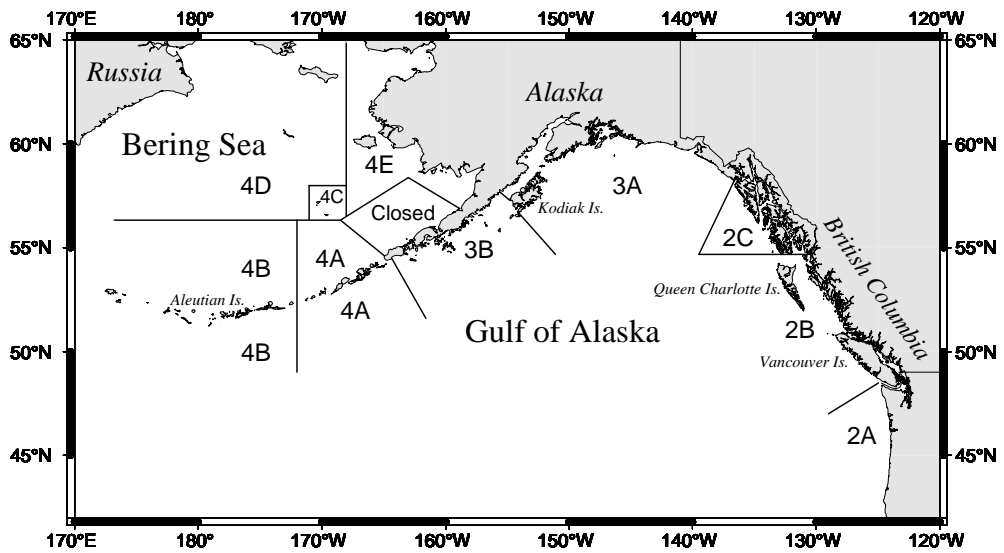 170°E 180° 170°W 160°W 150°W 140°W 130°W 120°W
65°N 65°N
Russia
Alaska
60°N 60°N
Bering Sea
4E
4D
4C
3A
Closed
Kodiak Is.
55°N 55°N
2C
3B
4A
4B
British Columbia
Queen Charlotte Is.
Aleutian Is.
4A
2B
Gulf of Alaska
50°N 50°N
4B
Vancouver Is.
2A
45°N 45°N
170°E 180° 170°W 160°W 150°W 140°W 130°W 120°W